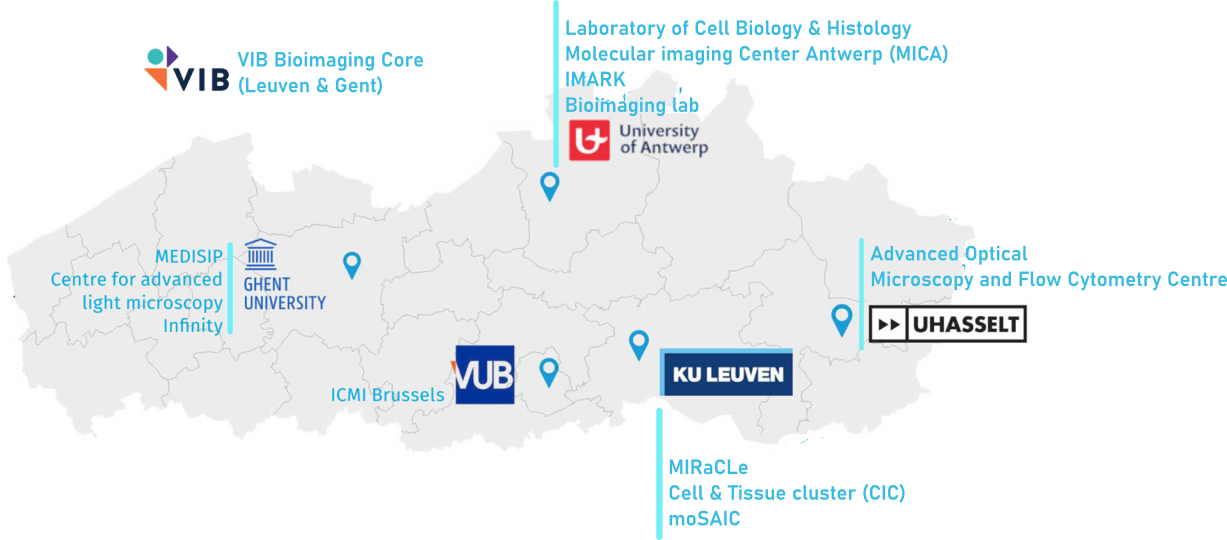 Laboratory of Cell Biology & Histology
Molecular imaging Center Antwerp (MICA)
IMARK
Bioimaging lab
University
of Antwerp
VIB
VIB Bioimaging Core
(Leuven & Gent)
MEDISIP
Centre for advanced
light microscopy
Infinity
GHENT
UNIVERSITY
Advanced Optical
Microscopy and Flow Cytometry Centre
UHASSELT
ICMI Brussels
VUB
KU LEUVEN
MIRaCLe
Cell & Tissue cluster (CIC)
moSAIC